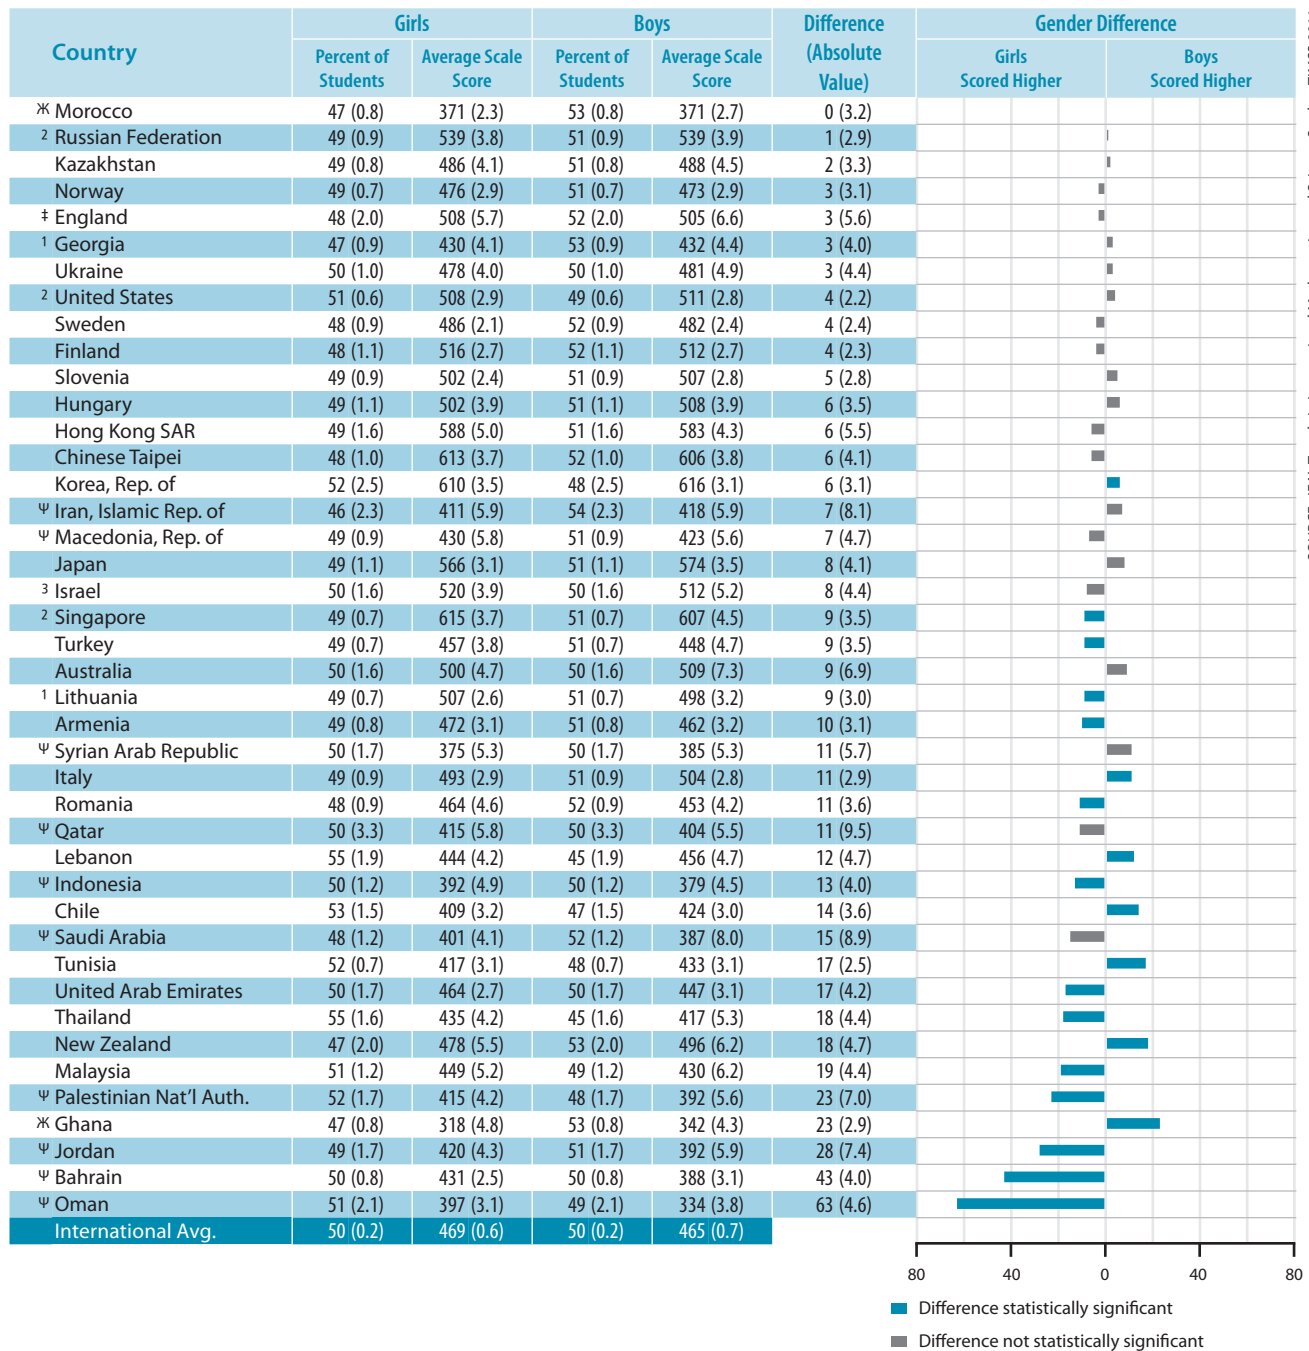 Country
Girls
Boys
Difference (Absolute Value)
Gender Difference
Percent of Students
Average Scale Score
Percent of Students
Average Scale Score
Girls Scored Higher
Boys Scored Higher
Ж Morocco 47 (0.8) 371 (2.3) 53 (0.8) 371 (2.7) 0 (3.2)
2 Russian Federation 49 (0.9) 539 (3.8) 51 (0.9) 539 (3.9) 1 (2.9)
Kazakhstan 49 (0.8) 486 (4.1) 51 (0.8) 488 (4.5) 2 (3.3)
Norway 49 (0.7) 476 (2.9) 51 (0.7) 473 (2.9) 3 (3.1)
‡ England 48 (2.0) 508 (5.7) 52 (2.0) 505 (6.6) 3 (5.6)
1 Georgia 47 (0.9) 430 (4.1) 53 (0.9) 432 (4.4) 3 (4.0)
Ukraine 50 (1.0) 478 (4.0) 50 (1.0) 481 (4.9) 3 (4.4)
2 United States 51 (0.6) 508 (2.9) 49 (0.6) 511 (2.8) 4 (2.2)
Sweden 48 (0.9) 486 (2.1) 52 (0.9) 482 (2.4) 4 (2.4)
Finland 48 (1.1) 516 (2.7) 52 (1.1) 512 (2.7) 4 (2.3)
Slovenia 49 (0.9) 502 (2.4) 51 (0.9) 507 (2.8) 5 (2.8)
Hungary 49 (1.1) 502 (3.9) 51 (1.1) 508 (3.9) 6 (3.5)
Hong Kong SAR 49 (1.6) 588 (5.0) 51 (1.6) 583 (4.3) 6 (5.5)
Chinese Taipei 48 (1.0) 613 (3.7) 52 (1.0) 606 (3.8) 6 (4.1)
Korea, Rep. of 52 (2.5) 610 (3.5) 48 (2.5) 616 (3.1) 6 (3.1)
Ψ Iran, Islamic Rep. of 46 (2.3) 411 (5.9) 54 (2.3) 418 (5.9) 7 (8.1)
Ψ Macedonia, Rep. of 49 (0.9) 430 (5.8) 51 (0.9) 423 (5.6) 7 (4.7)
Japan 49 (1.1) 566 (3.1) 51 (1.1) 574 (3.5) 8 (4.1)
3 Israel 50 (1.6) 520 (3.9) 50 (1.6) 512 (5.2) 8 (4.4)
2 Singapore 49 (0.7) 615 (3.7) 51 (0.7) 607 (4.5) 9 (3.5)
Turkey 49 (0.7) 457 (3.8) 51 (0.7) 448 (4.7) 9 (3.5)
Australia 50 (1.6) 500 (4.7) 50 (1.6) 509 (7.3) 9 (6.9)
1 Lithuania 49 (0.7) 507 (2.6) 51 (0.7) 498 (3.2) 9 (3.0)
Armenia 49 (0.8) 472 (3.1) 51 (0.8) 462 (3.2) 10 (3.1)
Ψ Syrian Arab Republic 50 (1.7) 375 (5.3) 50 (1.7) 385 (5.3) 11 (5.7)
Italy 49 (0.9) 493 (2.9) 51 (0.9) 504 (2.8) 11 (2.9)
Romania 48 (0.9) 464 (4.6) 52 (0.9) 453 (4.2) 11 (3.6)
Ψ Qatar 50 (3.3) 415 (5.8) 50 (3.3) 404 (5.5) 11 (9.5)
Lebanon 55 (1.9) 444 (4.2) 45 (1.9) 456 (4.7) 12 (4.7)
Ψ Indonesia 50 (1.2) 392 (4.9) 50 (1.2) 379 (4.5) 13 (4.0)
Chile 53 (1.5) 409 (3.2) 47 (1.5) 424 (3.0) 14 (3.6)
Ψ Saudi Arabia 48 (1.2) 401 (4.1) 52 (1.2) 387 (8.0) 15 (8.9)
Tunisia 52 (0.7) 417 (3.1) 48 (0.7) 433 (3.1) 17 (2.5)
United Arab Emirates 50 (1.7) 464 (2.7) 50 (1.7) 447 (3.1) 17 (4.2)
Thailand 55 (1.6) 435 (4.2) 45 (1.6) 417 (5.3) 18 (4.4)
New Zealand 47 (2.0) 478 (5.5) 53 (2.0) 496 (6.2) 18 (4.7)
Malaysia 51 (1.2) 449 (5.2) 49 (1.2) 430 (6.2) 19 (4.4)
Ψ Palestinian Nat’l Auth. 52 (1.7) 415 (4.2) 48 (1.7) 392 (5.6) 23 (7.0)
Ж Ghana 47 (0.8) 318 (4.8) 53 (0.8) 342 (4.3) 23 (2.9)
Ψ Jordan 49 (1.7) 420 (4.3) 51 (1.7) 392 (5.9) 28 (7.4)
Ψ Bahrain 50 (0.8) 431 (2.5) 50 (0.8) 388 (3.1) 43 (4.0)
Ψ Oman 51 (2.1) 397 (3.1) 49 (2.1) 334 (3.8) 63 (4.6)
International Avg. 50 (0.2) 469 (0.6) 50 (0.2) 465 (0.7)
80 40 0 40 80
Difference statistically significant
Difference not statistically significant